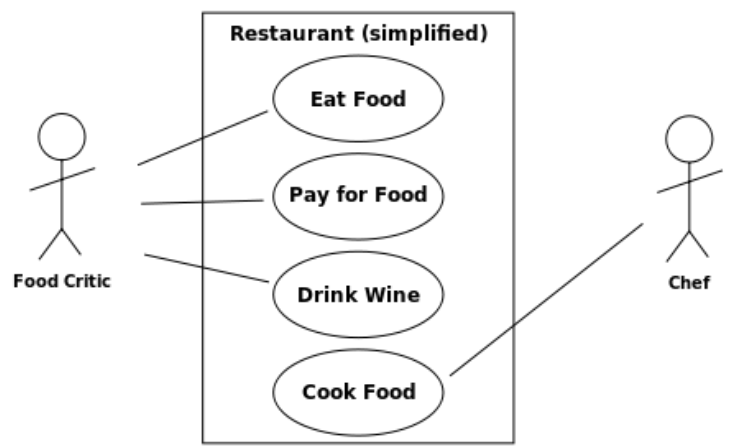 Restaurant (simplified)
Eat Food
Pay for Food
Drink Wine
Cook Food
Food Critic
Chef